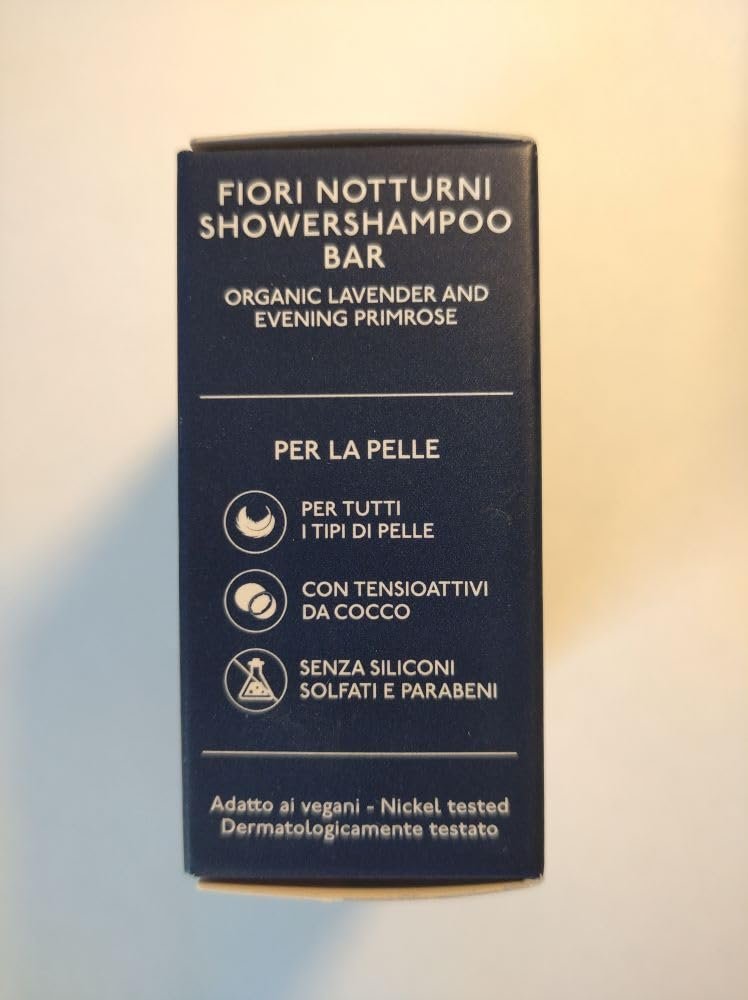 FIORI NOTTURNI
SHOWERSHAMPOO
BAR
ORGANIC LAVENDER AND
EVENING PRIMROSE
PER LA PELLE
PER TUTTI
I TIPI DI PELLE
CON TENSIOATTIVI
DA COCCO
SENZA SILICONI
SOLFATI E PARABENI
Adatto ai vegani - Nickel tested
Dermatologicamente testato